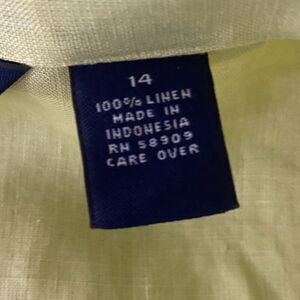 14
100% LINEN
MADE IN
INDONESIA
RN 58909
CARE OVER